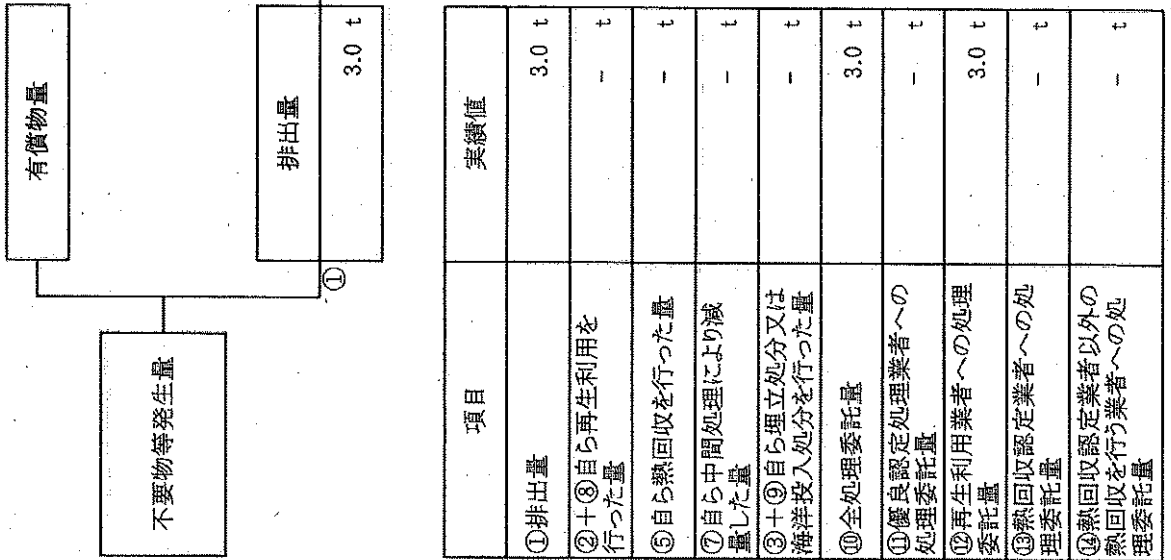 有償物量
不要物等発生量
①
排出量
3.0 t
項目 実績値
①排出量 3.0 t
②+⑧自ら再生利用を
行った量 - t
⑤自ら熱回収を行った量 - t
⑦自ら中間処理により減
量した量 - t
③+⑨自ら埋立処分又は
海洋投入処分を行った量 - t
⑩全処理委託量 3.0 t
⑪優良認定処理業者への
処理委託量 - t
⑫再生利用業者への処理
委託量 3.0 t
⑬熱回収認定業者への処
理委託量 - t
⑭熱回収認定業者以外の
熱回収を行う業者への処
理委託量 - t